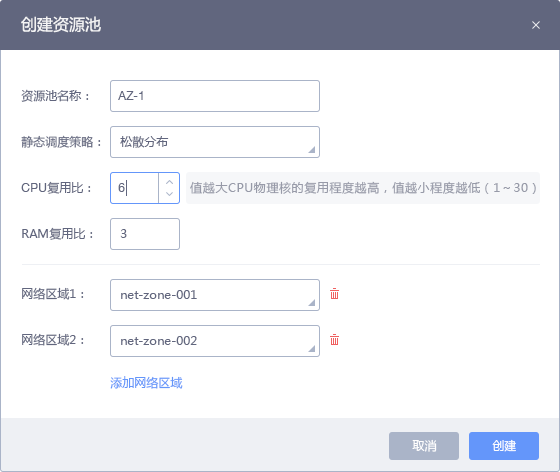 创建资源池
资源池名称： AZ-1
静态调度策略： 松散分布
CPU复用比： 6 值越大CPU物理核的复用程度越高，值越小程度越低（1～30）
RAM复用比： 3
网络区域1： net-zone-001
网络区域2： net-zone-002
添加网络区域
取消 创建